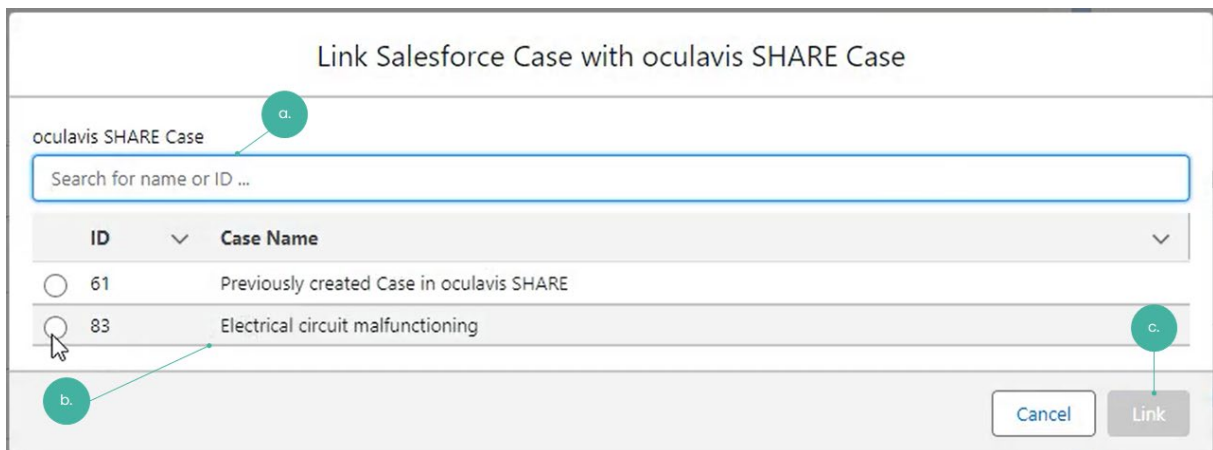 Link Salesforce Case with oculavis SHARE Case
a.
oculavis SHARE Case
Search for name or ID ...
ID Case Name
61 Previously created Case in oculavis SHARE
83 Electrical circuit malfunctioning
c.
b.
Cancel Link